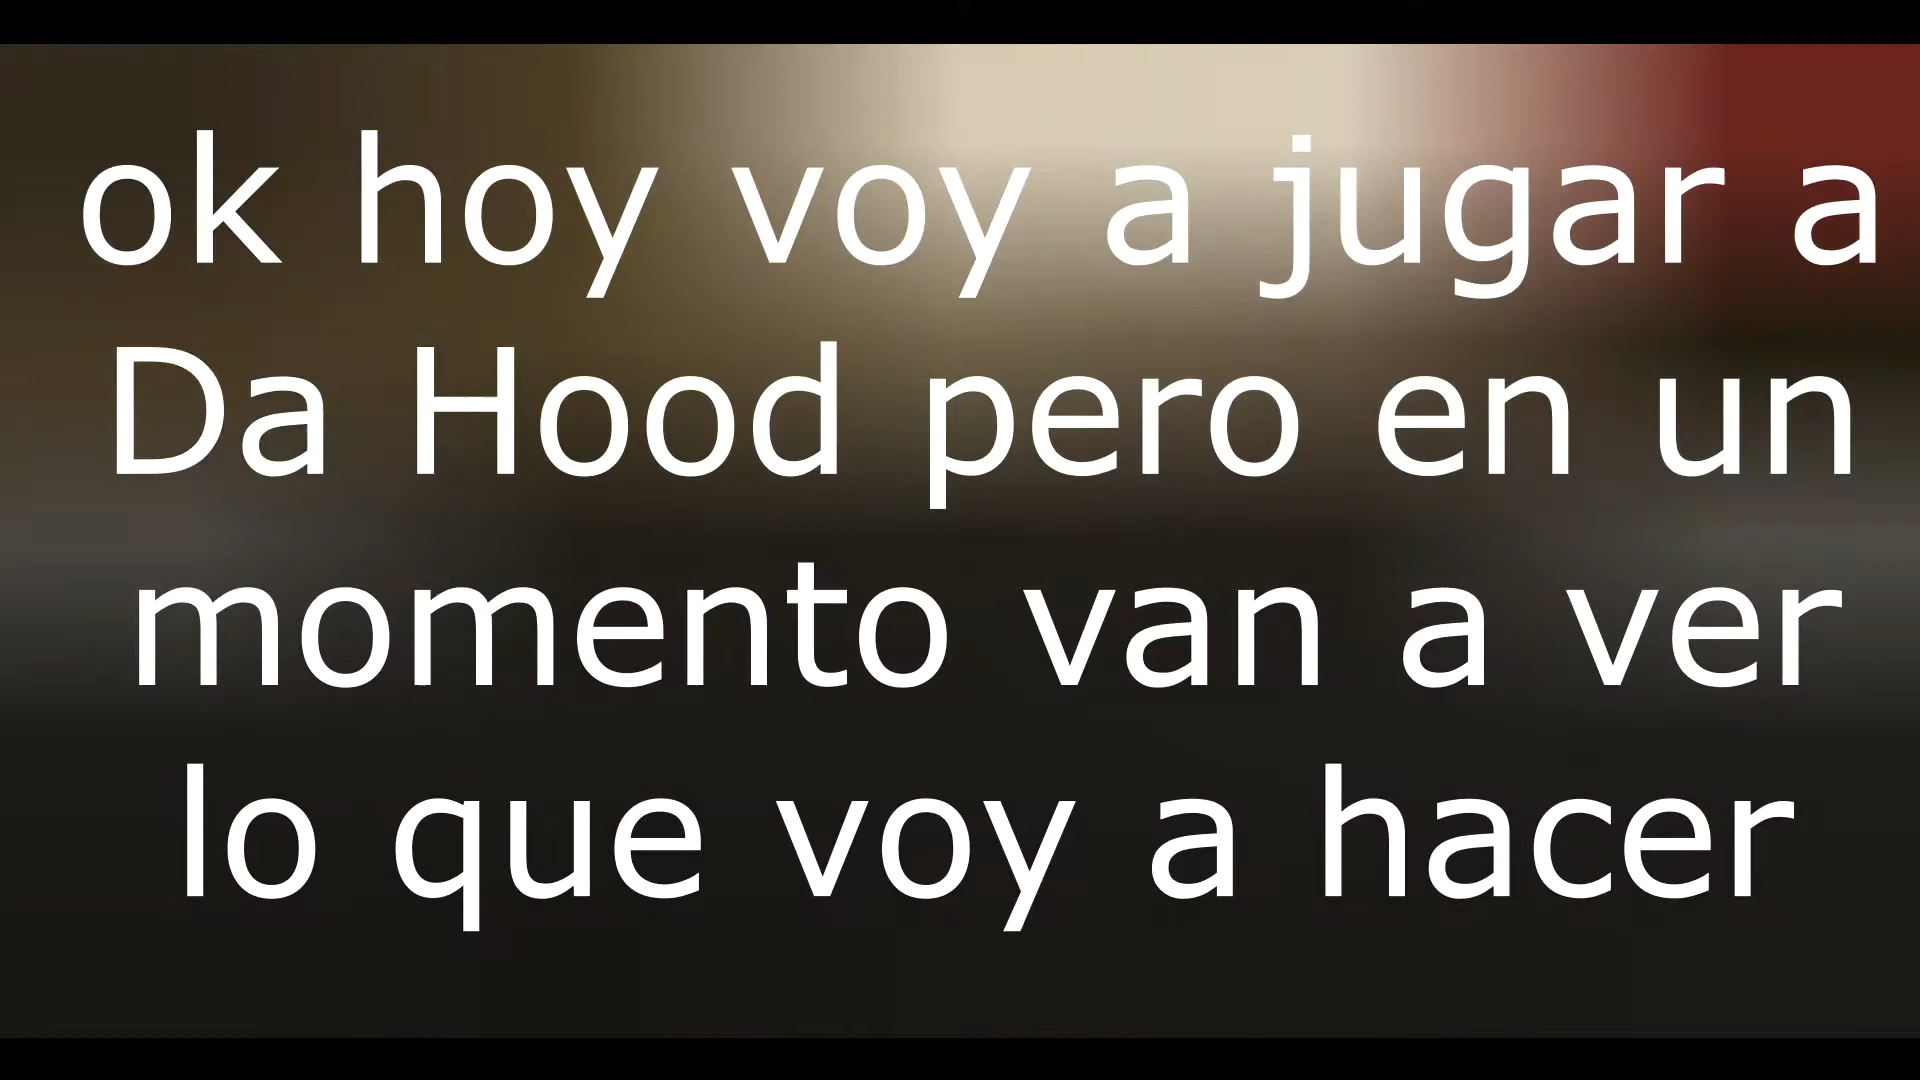 ok hoy voy a jugar a
Da Hood pero en un
momento van a ver
lo que voy a hacer